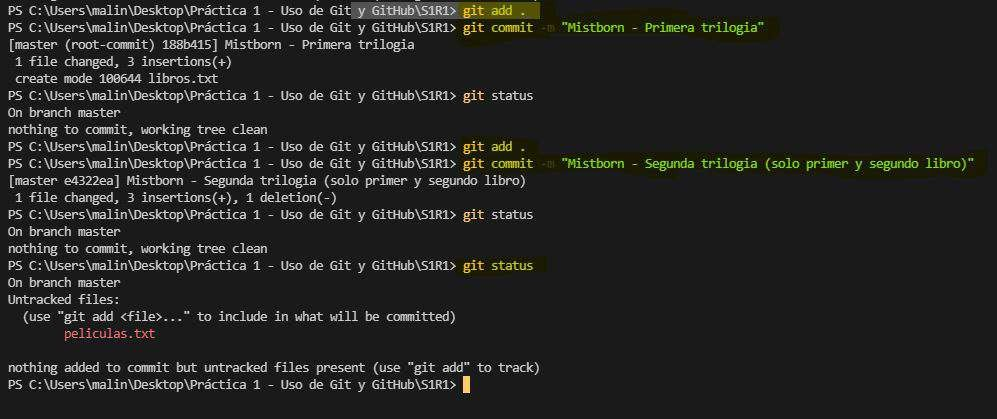 PS C:\Users\malin\Desktop\Práctica 1 - Uso de Git y GitHub\S1R1> git add .
PS C:\Users\malin\Desktop\Práctica 1 - Uso de Git y GitHub\S1R1> git commit -m "Mistborn - Primera trilogia"
[master (root-commit) 188b415] Mistborn - Primera trilogia
 1 file changed, 3 insertions(+)
 create mode 100644 libros.txt
PS C:\Users\malin\Desktop\Práctica 1 - Uso de Git y GitHub\S1R1> git status
On branch master
nothing to commit, working tree clean
PS C:\Users\malin\Desktop\Práctica 1 - Uso de Git y GitHub\S1R1> git add .
PS C:\Users\malin\Desktop\Práctica 1 - Uso de Git y GitHub\S1R1> git commit -m "Mistborn - Segunda trilogia (solo primer y segundo libro)"
[master e4322ea] Mistborn - Segunda trilogia (solo primer y segundo libro)
 1 file changed, 3 insertions(+), 1 deletion(-)
PS C:\Users\malin\Desktop\Práctica 1 - Uso de Git y GitHub\S1R1> git status
On branch master
nothing to commit, working tree clean
PS C:\Users\malin\Desktop\Práctica 1 - Uso de Git y GitHub\S1R1> git status
On branch master
Untracked files:
  (use "git add <file>..." to include in what will be committed)
        peliculas.txt

nothing added to commit but untracked files present (use "git add" to track)
PS C:\Users\malin\Desktop\Práctica 1 - Uso de Git y GitHub\S1R1>